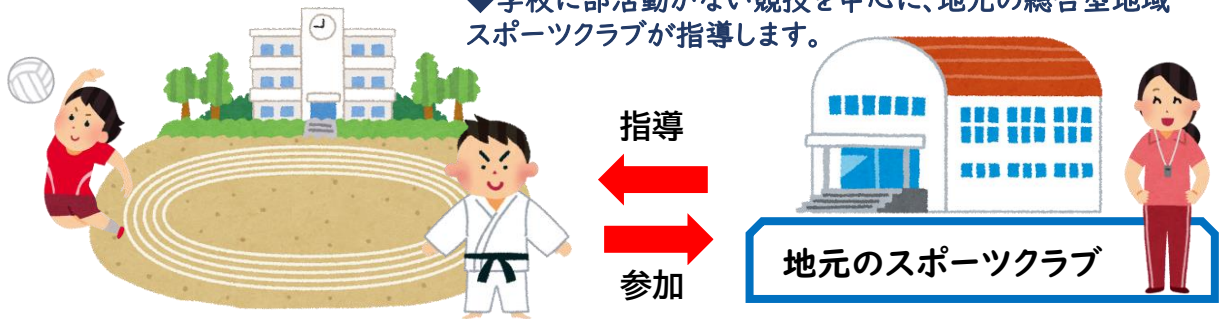 ◆学校に部活動がない競技を中心に、地元の総合型地域
スポーツクラブが指導します。
指導
参加
地元のスポーツクラブ